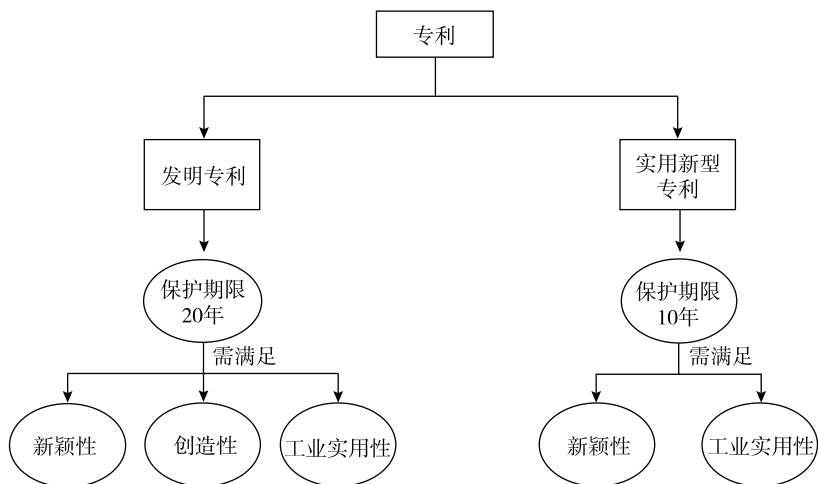 专利
发明专利
实用新型
专利
保护期限
20年
保护期限
10年
需满足
需满足
新颖性
创造性
工业实用性
新颖性
工业实用性